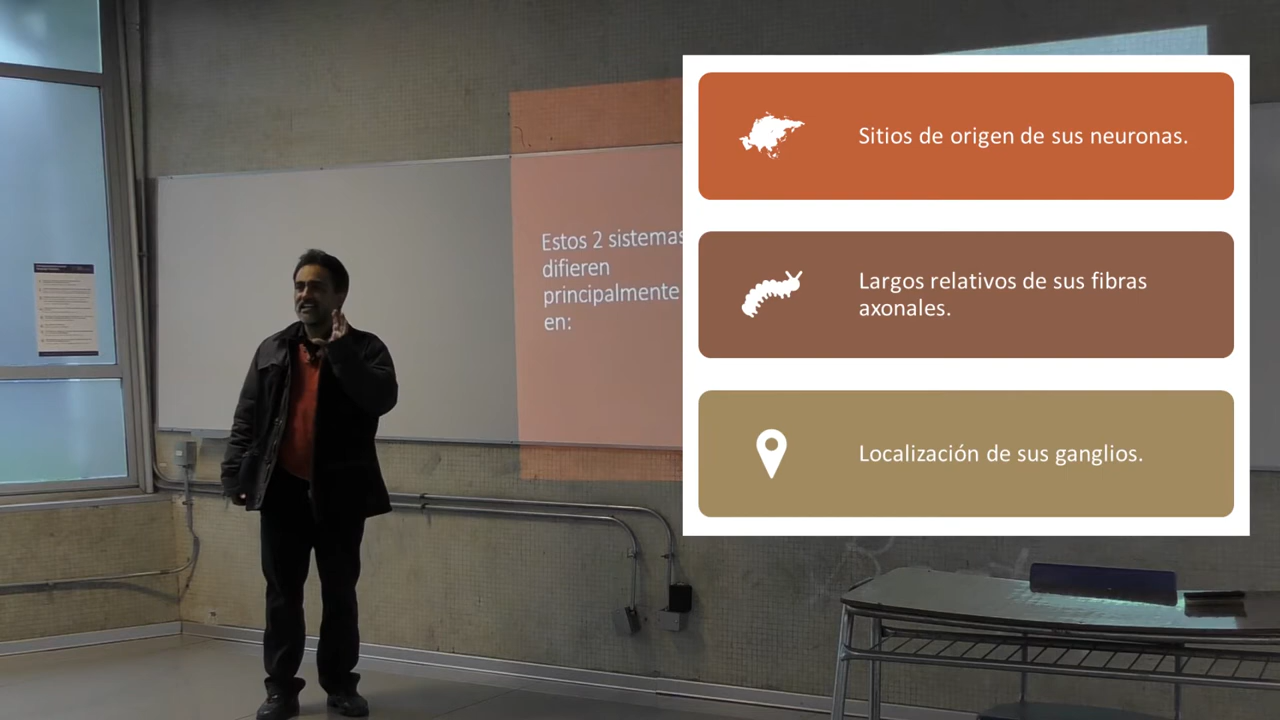 Estos 2 sistemas
difieren
principalmente
en:
Sitios de origen de sus neuronas.
Largos relativos de sus fibras
axonales.
Localización de sus ganglios.